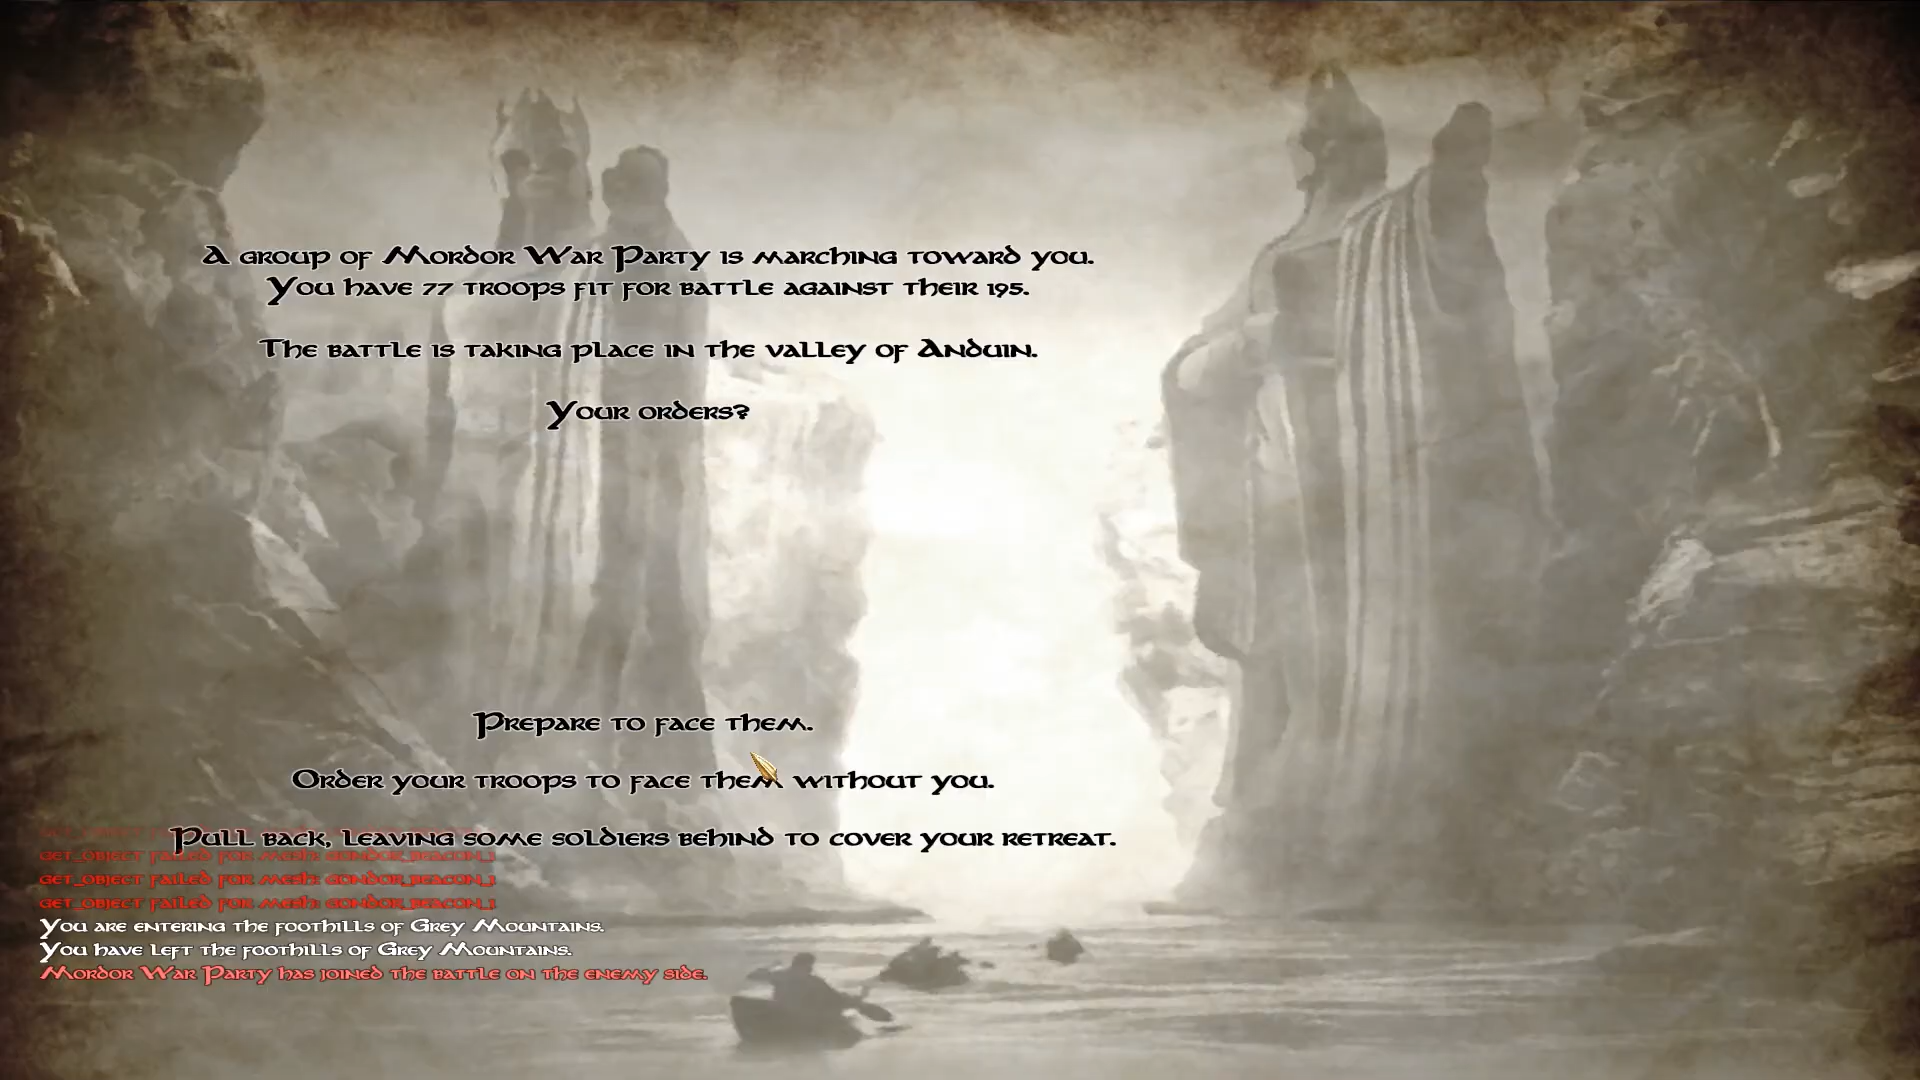 A group of Mordor War Party is marching toward you.
You have 77 troops fit for battle against their 195.
The battle is taking place in the valley of Anduin.
Your orders?
Prepare to face them.
Order your troops to face them without you.
Pull back, leaving some soldiers behind to cover your retreat.
get_object failed for mesh: gondor_beacon_1
get_object failed for mesh: gondor_beacon_1
get_object failed for mesh: gondor_beacon_1
You are entering the foothills of Grey Mountains.
You have left the foothills of Grey Mountains.
Mordor War Party has joined the battle on the enemy side.